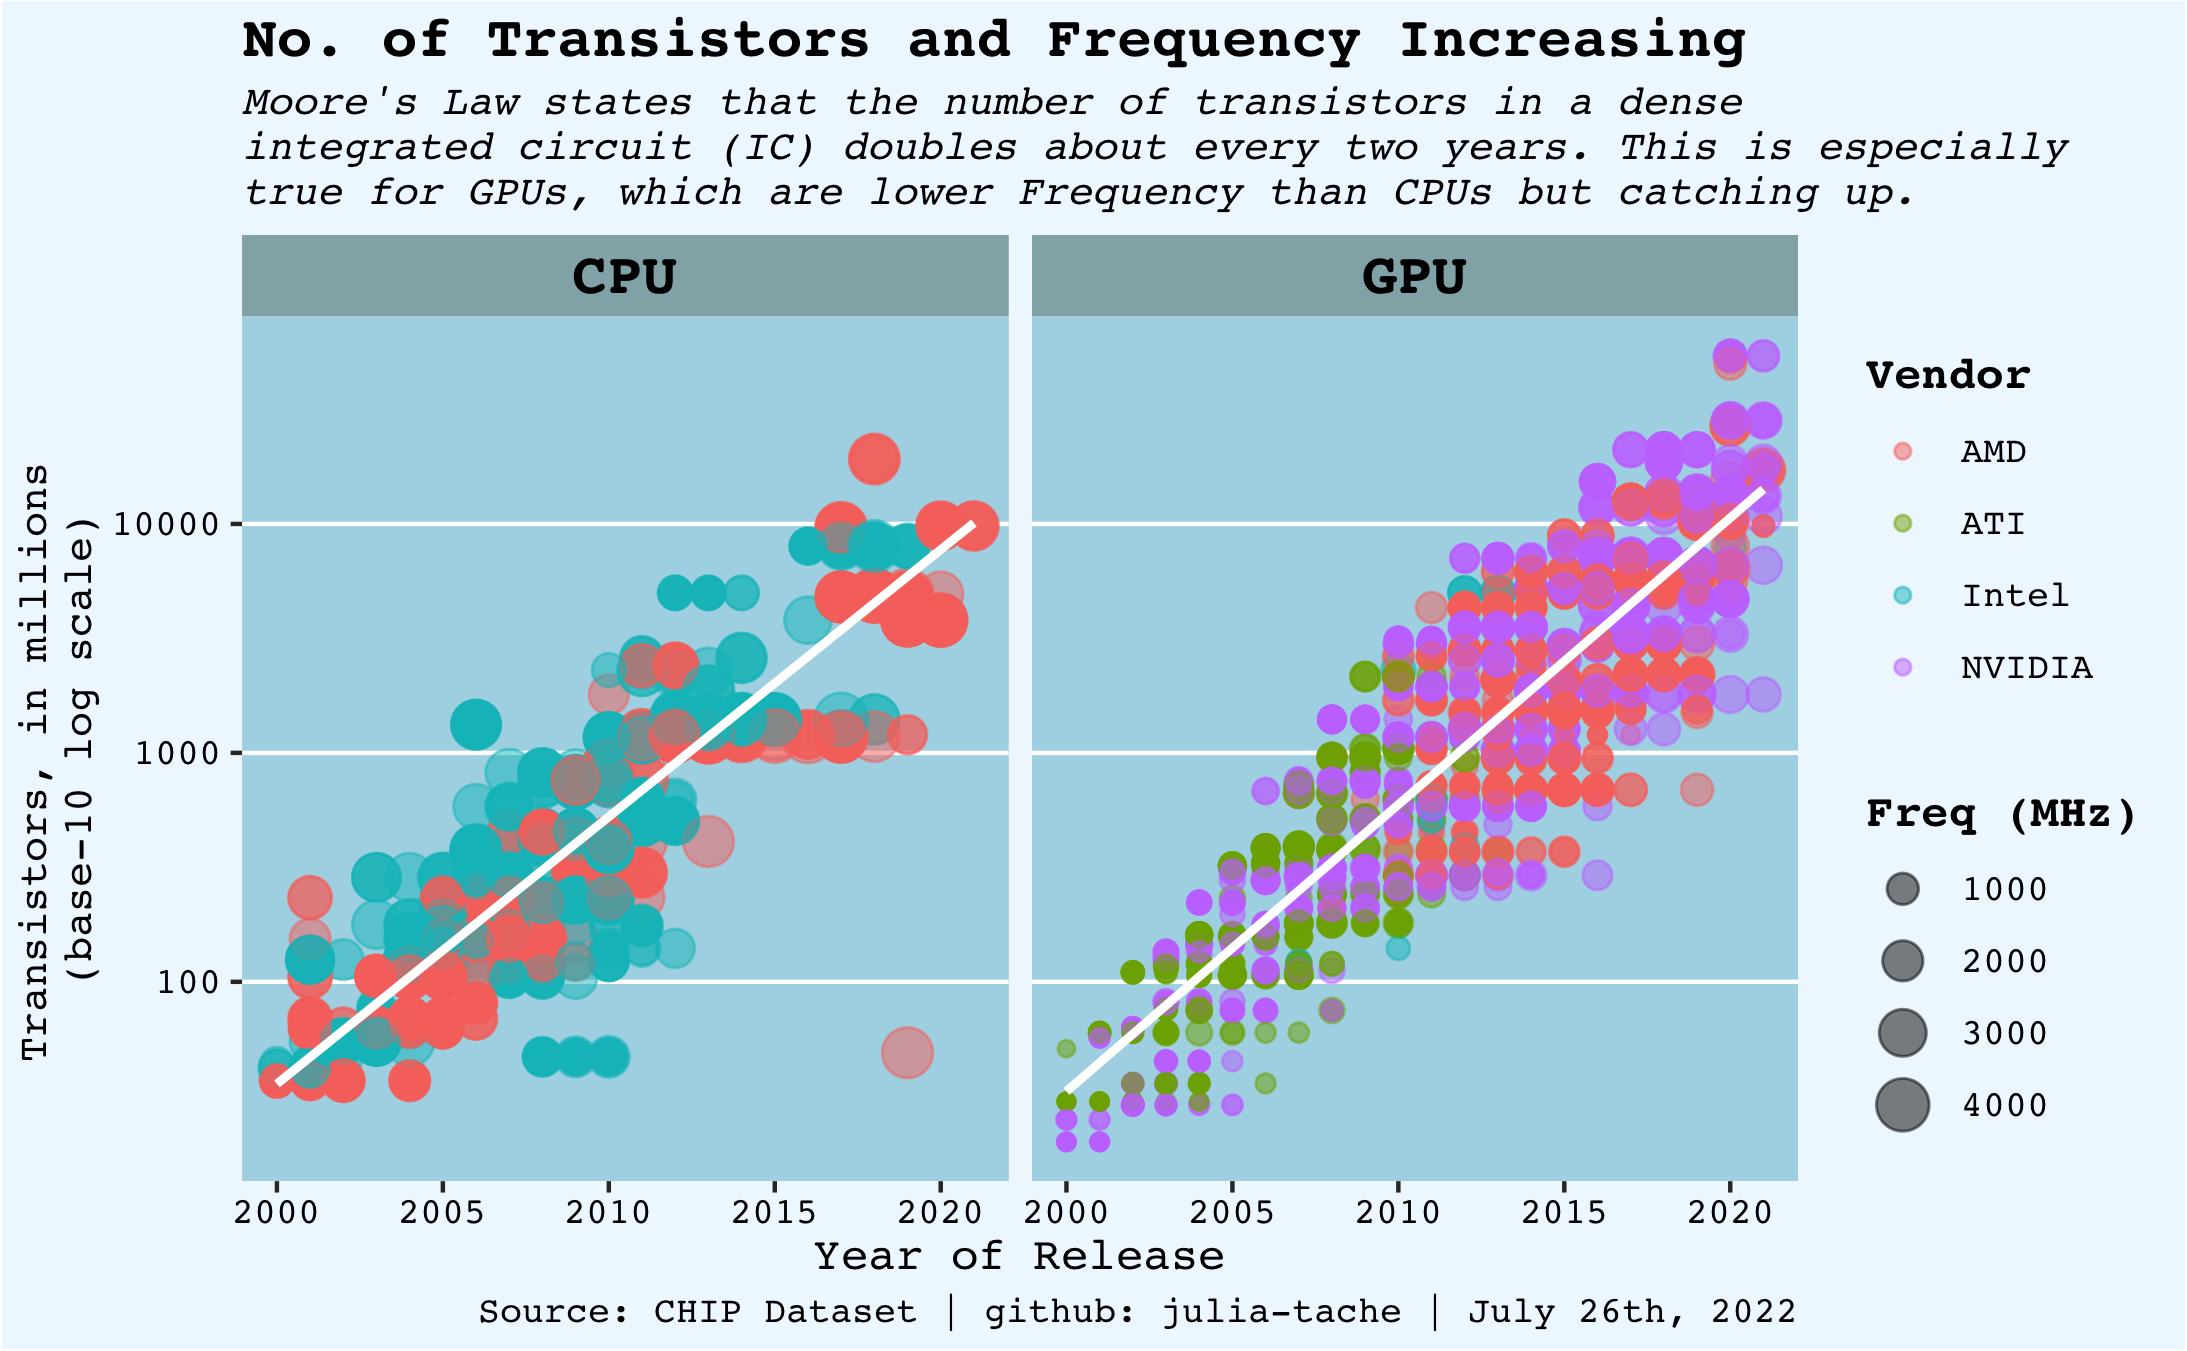 No. of Transistors and Frequency Increasing
Moore's Law states that the number of transistors in a dense
integrated circuit (IC) doubles about every two years. This is especially
true for GPUs, which are lower Frequency than CPUs but catching up.
CPU
GPU
Transistors, in millions
(base-10 log scale)
10000
1000
100
2000
2005
2010
2015
2020
2000
2005
2010
2015
2020
Year of Release
Vendor
AMD
ATI
Intel
NVIDIA
Freq (MHz)
1000
2000
3000
4000
Source: CHIP Dataset | github: julia-tache | July 26th, 2022